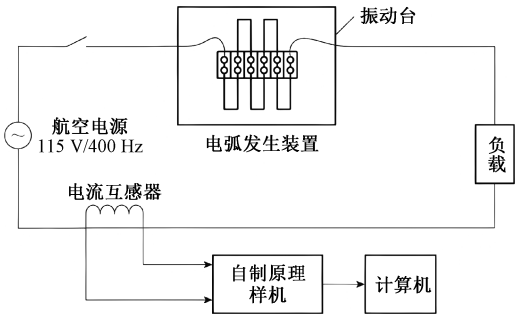 振动台
电弧发生装置
航空电源
115 V/400 Hz
~
负载
电流互感器
自制原理
样机
计算机